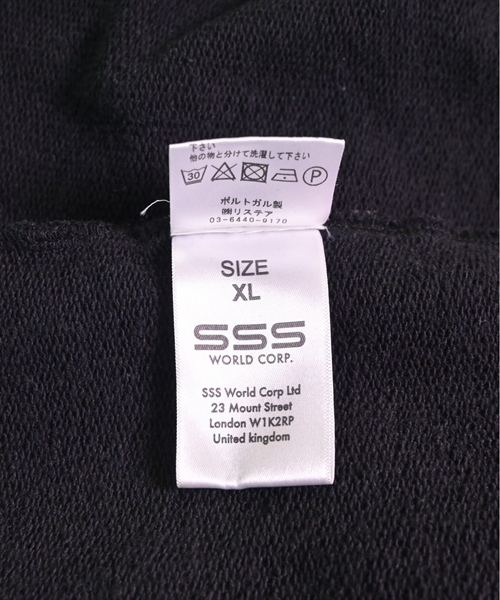 下さい
他の物と分けて洗濯して下さい
30 P
ポルトガル製
㈱リステア
03-6440-9170
SIZE
XL
SSS
WORLD CORP.
SSS World Corp Ltd
23 Mount Street
London W1K2RP
United kingdom